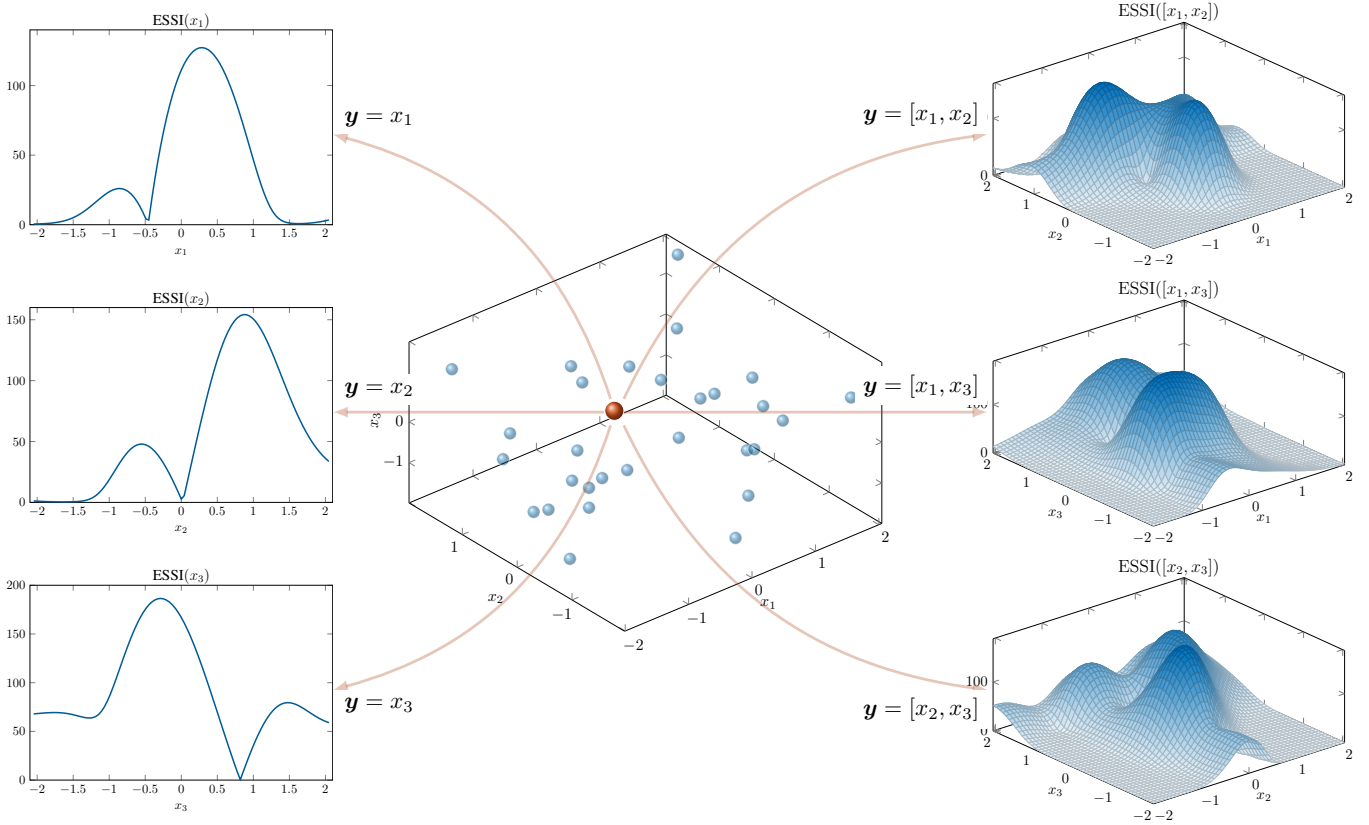 ESSI(x₁)
100
50
0
−2 −1.5 −1 −0.5 0 0.5 1 1.5 2
x₁
ESSI(x₂)
150
100
50
0
−2 −1.5 −1 −0.5 0 0.5 1 1.5 2
x₂
ESSI(x₃)
200
150
100
50
0
−2 −1.5 −1 −0.5 0 0.5 1 1.5 2
x₃
y = x₁
y = x₂
y = x₃
x₃
0
−1
1
0
−1
x₂
−2
−1
0
1
2
x₁
y = [x₁, x₂]
y = [x₁, x₃]
y = [x₂, x₃]
ESSI([x₁, x₂])
0
2
1
0
−1
−2
x₂
−2
−1
0
1
2
x₁
ESSI([x₁, x₃])
0
2
1
0
−1
−2
x₃
−2
−1
0
1
2
x₁
ESSI([x₂, x₃])
100
0
2
1
0
−1
−2
x₃
−2
−1
0
1
2
x₂